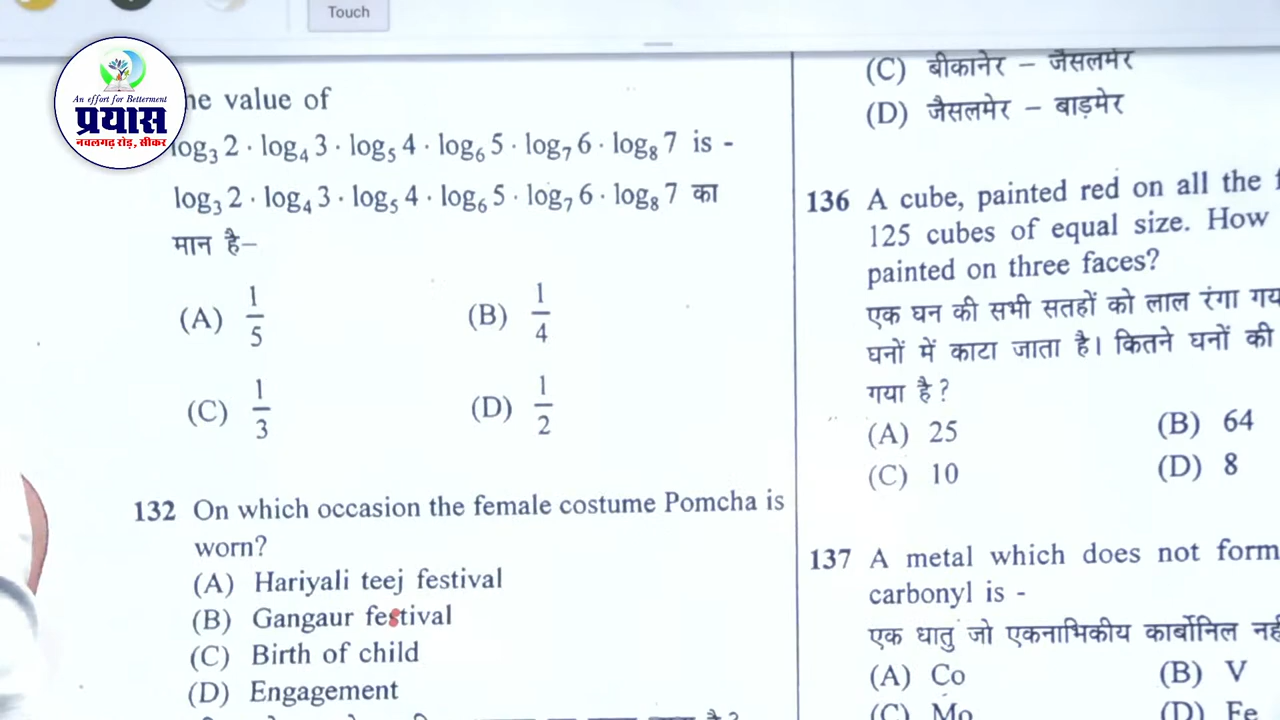 Touch
An effort for Betterment
प्रयास
नवलगढ़ रोड़, सीकर
he value of
log₃ 2 · log₄ 3 · log₅ 4 · log₆ 5 · log₇ 6 · log₈ 7 is -
log₃ 2 · log₄ 3 · log₅ 4 · log₆ 5 · log₇ 6 · log₈ 7 का
मान है–
(A) 1/5
(B) 1/4
(C) 1/3
(D) 1/2
132 On which occasion the female costume Pomcha is
worn?
(A) Hariyali teej festival
(B) Gangaur festival
(C) Birth of child
(D) Engagement
(C) बीकानेर – जैसलमेर
(D) जैसलमेर – बाड़मेर
136 A cube, painted red on all the
125 cubes of equal size. How
painted on three faces?
एक घन की सभी सतहों को लाल रंगा
घनों में काटा जाता है। कितने घनों की
गया है?
(A) 25
(B) 64
(C) 10
(D) 8
137 A metal which does not form
carbonyl is -
एक धातु जो एकनाभिकीय कार्बोनिल
(A) Co
(B) V
(C) Mo
(D) Fe